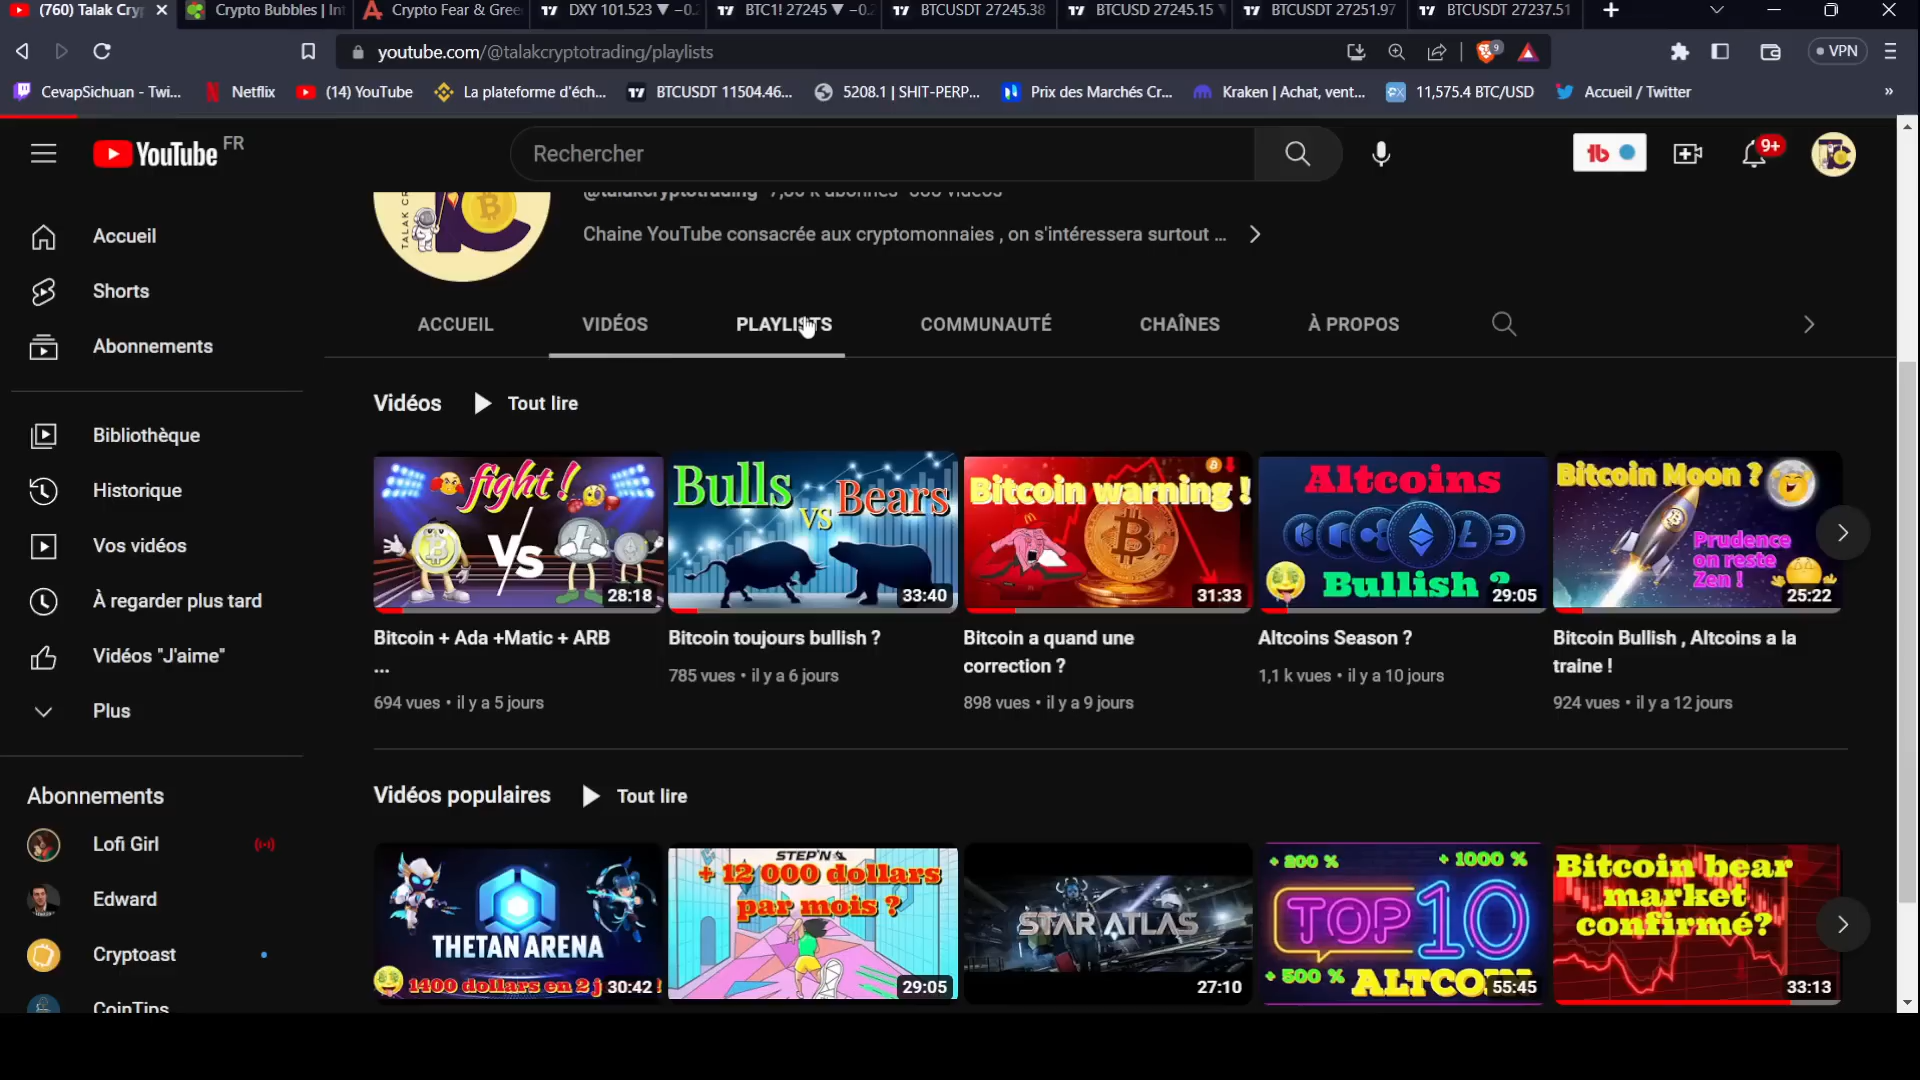 (760) Talak Cry
Crypto Bubbles | Int
Crypto Fear & Gree
DXY 101.523 ▼ −0.
BTC1! 27245 ▼ −0.2
BTCUSDT 27245.38
BTCUSD 27245.15
BTCUSDT 27251.97
BTCUSDT 27237.51
youtube.com/@talakcryptotrading/playlists
9
VPN
CevapSichuan - Twi...
Netflix
(14) YouTube
La plateforme d'éch...
BTCUSDT 11504.46...
5208.1 | SHIT-PERP...
Prix des Marchés Cr...
Kraken | Achat, vent...
11,575.4 BTC/USD
Accueil / Twitter
»
YouTube FR
Rechercher
tb
9+
TC
@talakcryptotrading
Chaine YouTube consacrée aux cryptomonnaies , on s'intéressera surtout ...
ACCUEIL
VIDÉOS
PLAYLISTS
COMMUNAUTÉ
CHAÎNES
À PROPOS
Accueil
Shorts
Abonnements
Bibliothèque
Historique
Vos vidéos
À regarder plus tard
Vidéos "J'aime"
Plus
Abonnements
Lofi Girl
Edward
Cryptoast
CoinTips
Vidéos
Tout lire
fight !
Vs
28:18
Bulls
vs
Bears
33:40
Bitcoin warning !
31:33
Altcoins
Bullish ?
29:05
Bitcoin Moon ?
Prudence
on reste
Zen !
25:22
Bitcoin + Ada +Matic + ARB
...
694 vues • il y a 5 jours
Bitcoin toujours bullish ?
785 vues • il y a 6 jours
Bitcoin a quand une
correction ?
898 vues • il y a 9 jours
Altcoins Season ?
1,1 k vues • il y a 10 jours
Bitcoin Bullish , Altcoins a la
traine !
924 vues • il y a 12 jours
Vidéos populaires
Tout lire
THETAN ARENA
1400 dollars en 2 j
30:42
STEP'N
+ 12 000 dollars
par mois ?
29:05
STAR ATLAS
27:10
+ 200 %
+ 1000 %
TOP 10
+ 500 %
ALTCO
55:45
Bitcoin bear
market
confirmé?
33:13